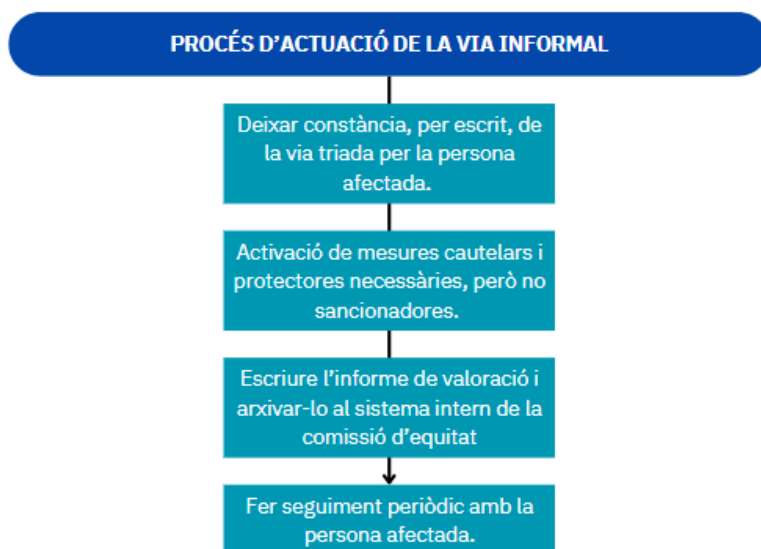 PROCÉS D'ACTUACIÓ DE LA VIA INFORMAL
Deixar constància, per escrit, de
la via triada per la persona
afectada.
Activació de mesures cautelars i
protectores necessàries, però no
sancionadores.
Escriure l'informe de valoració i
arxivar-lo al sistema intern de la
comissió d'equitat
Fer seguiment periòdic amb la
persona afectada.